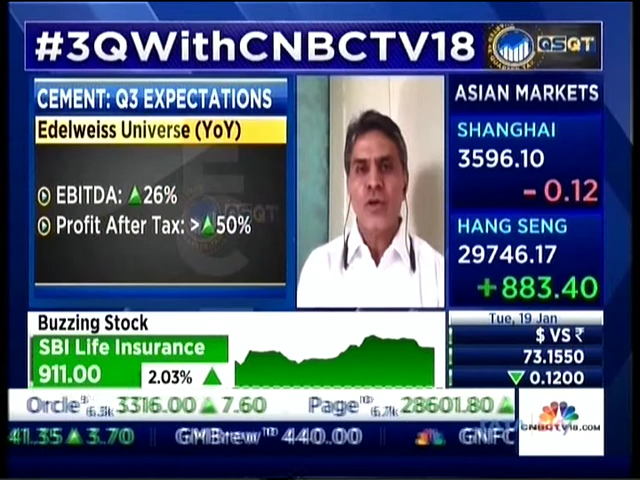 #3QWithCNBCTV18
QSQT
CEMENT: Q3 EXPECTATIONS
Edelweiss Universe (YoY)
EBITDA: ▲26%
Profit After Tax: >▲50%
ASIAN MARKETS
SHANGHAI
3596.10
- 0.12
HANG SENG
29746.17
+883.40
Buzzing Stock
SBI Life Insurance
911.00
2.03% ▲
Tue, 19 Jan
$ VS ₹
73.1550
▼ 0.1200
Orcle 3316.00 ▲ 7.60 Page 28601.80 ▲
41.35 ▲ 3.70 GMBrew 440.00 GNFC
CNBCTV18.COM